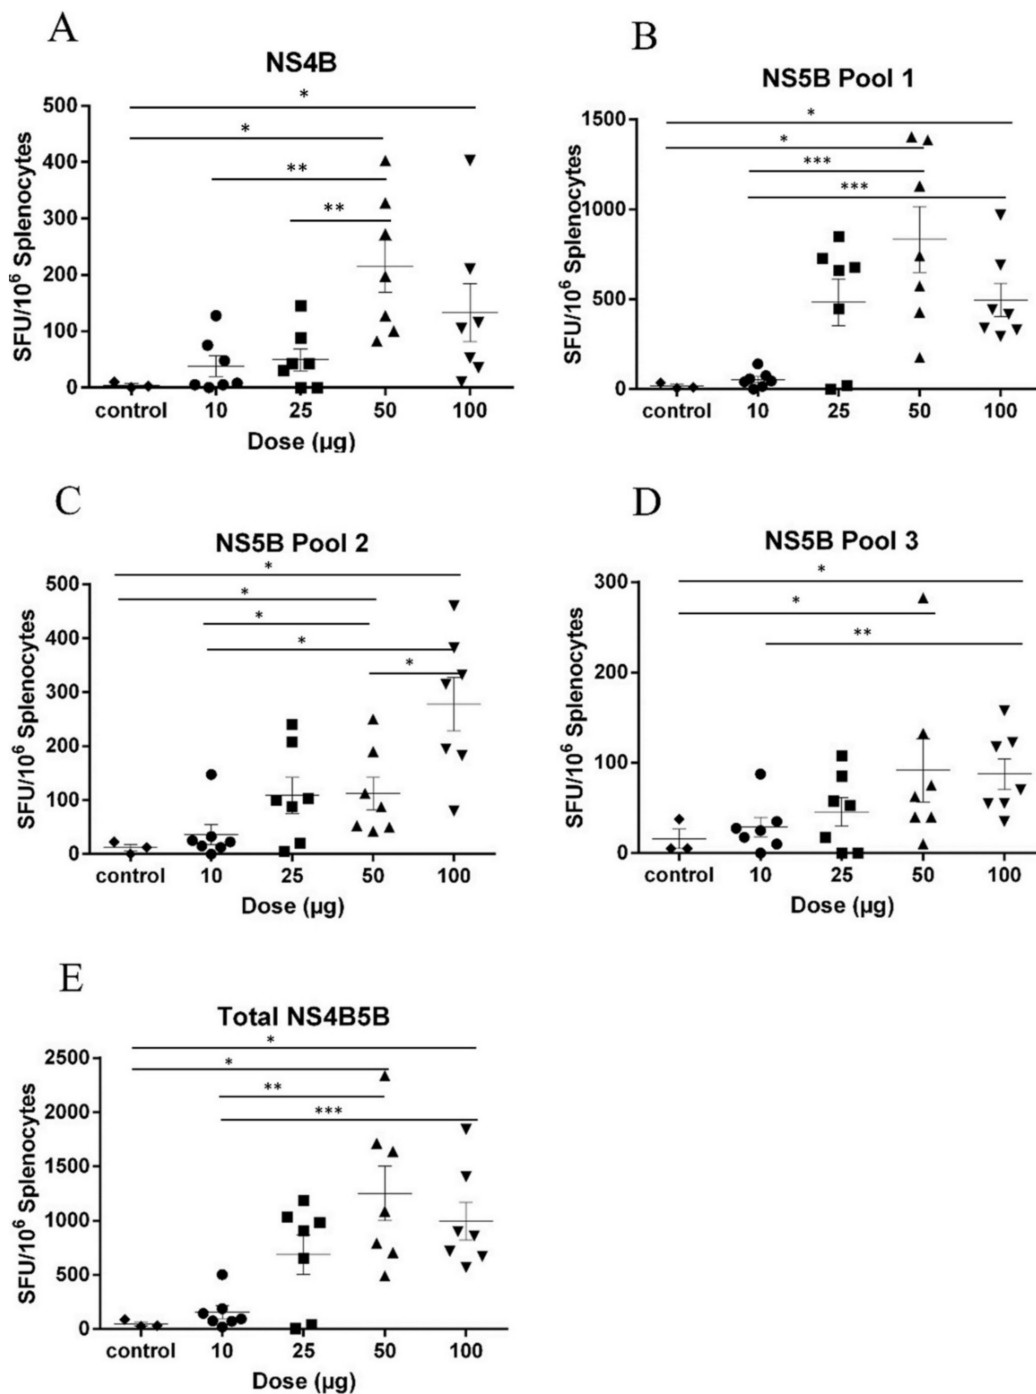 A
NS4B
SFU/10⁶ Splenocytes
500
400
300
200
100
0
*
*
**
**
control 10 25 50 100
Dose (µg)
B
NS5B Pool 1
SFU/10⁶ Splenocytes
1500
1000
500
0
*
*
***
***
control 10 25 50 100
Dose (µg)
C
NS5B Pool 2
SFU/10⁶ Splenocytes
500
400
300
200
100
0
*
*
*
*
*
control 10 25 50 100
Dose (µg)
D
NS5B Pool 3
SFU/10⁶ Splenocytes
300
200
100
0
*
*
**
control 10 25 50 100
Dose (µg)
E
Total NS4B5B
SFU/10⁶ Splenocytes
2500
2000
1500
1000
500
0
*
*
**
***
control 10 25 50 100
Dose (µg)